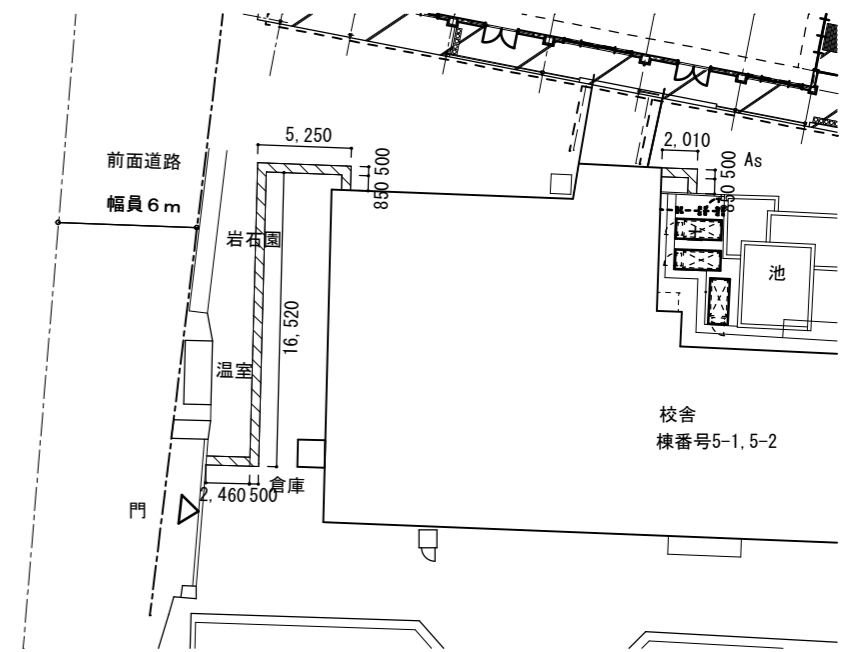 5,250
2,010
As
500
850
500
850
前面道路
幅員6m
岩石園
池
16,520
温室
校舎
棟番号5-1,5-2
倉庫
2,460
500
門